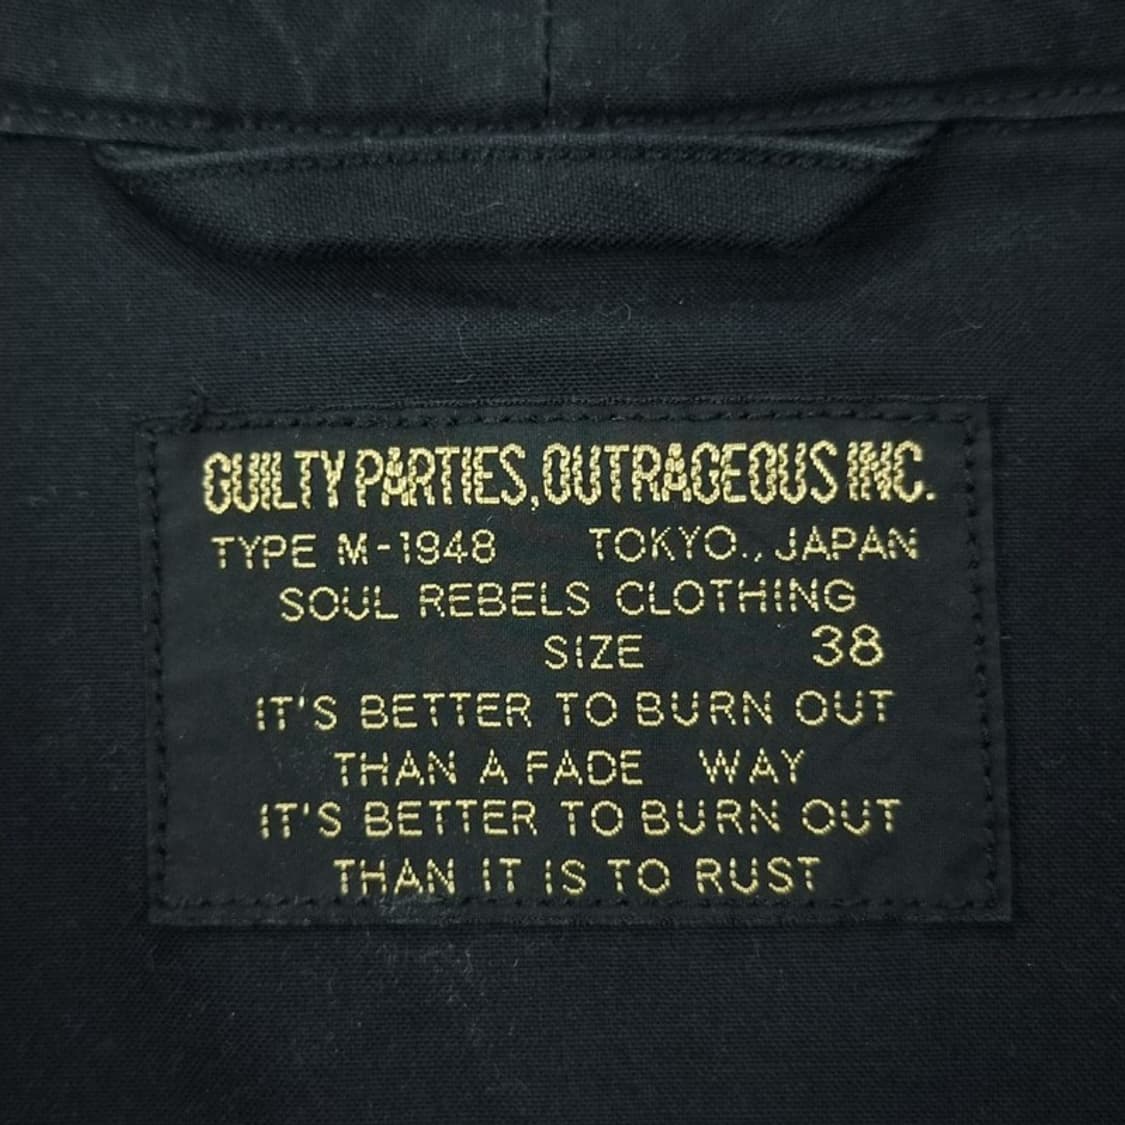 GUILTY PARTIES, OUTRAGEOUS INC.
TYPE M-1948 TOKYO., JAPAN
SOUL REBELS CLOTHING
SIZE 38
IT'S BETTER TO BURN OUT
THAN A FADE WAY
IT'S BETTER TO BURN OUT
THAN IT IS TO RUST